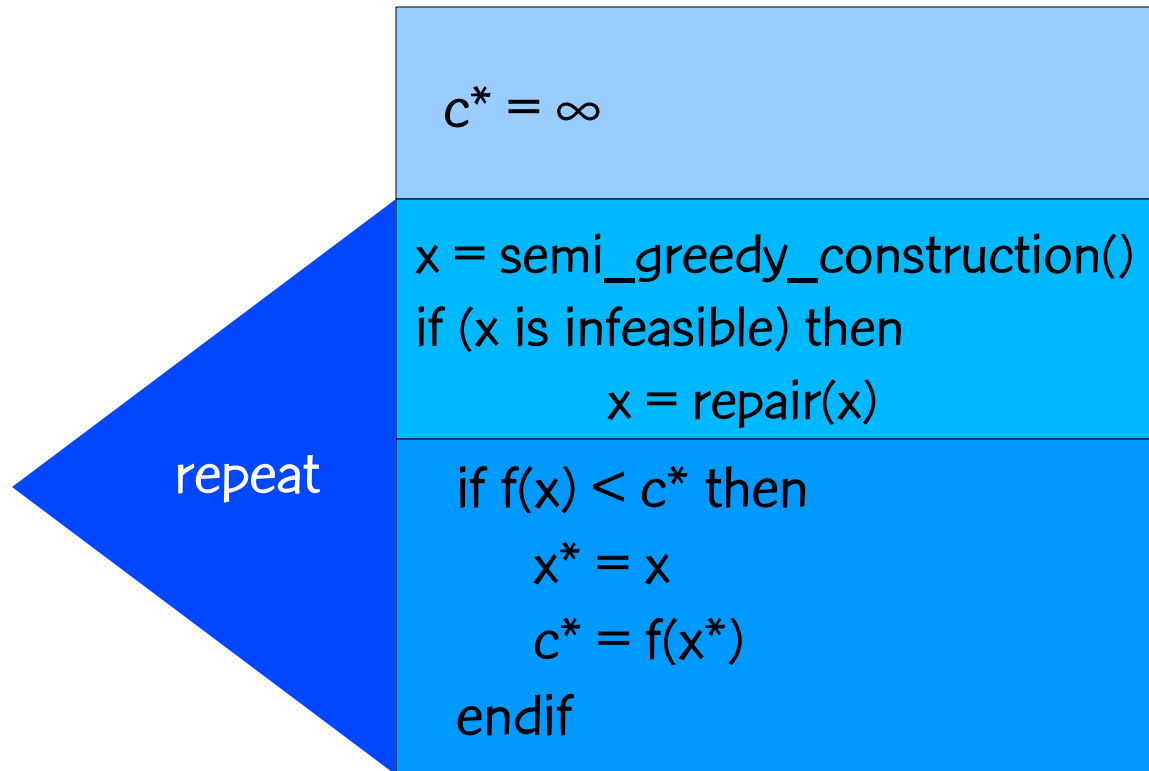 c* = ∞
x = semi_greedy_construction()
if (x is infeasible) then
x = repair(x)
repeat
if f(x) < c* then
x* = x
c* = f(x*)
endif